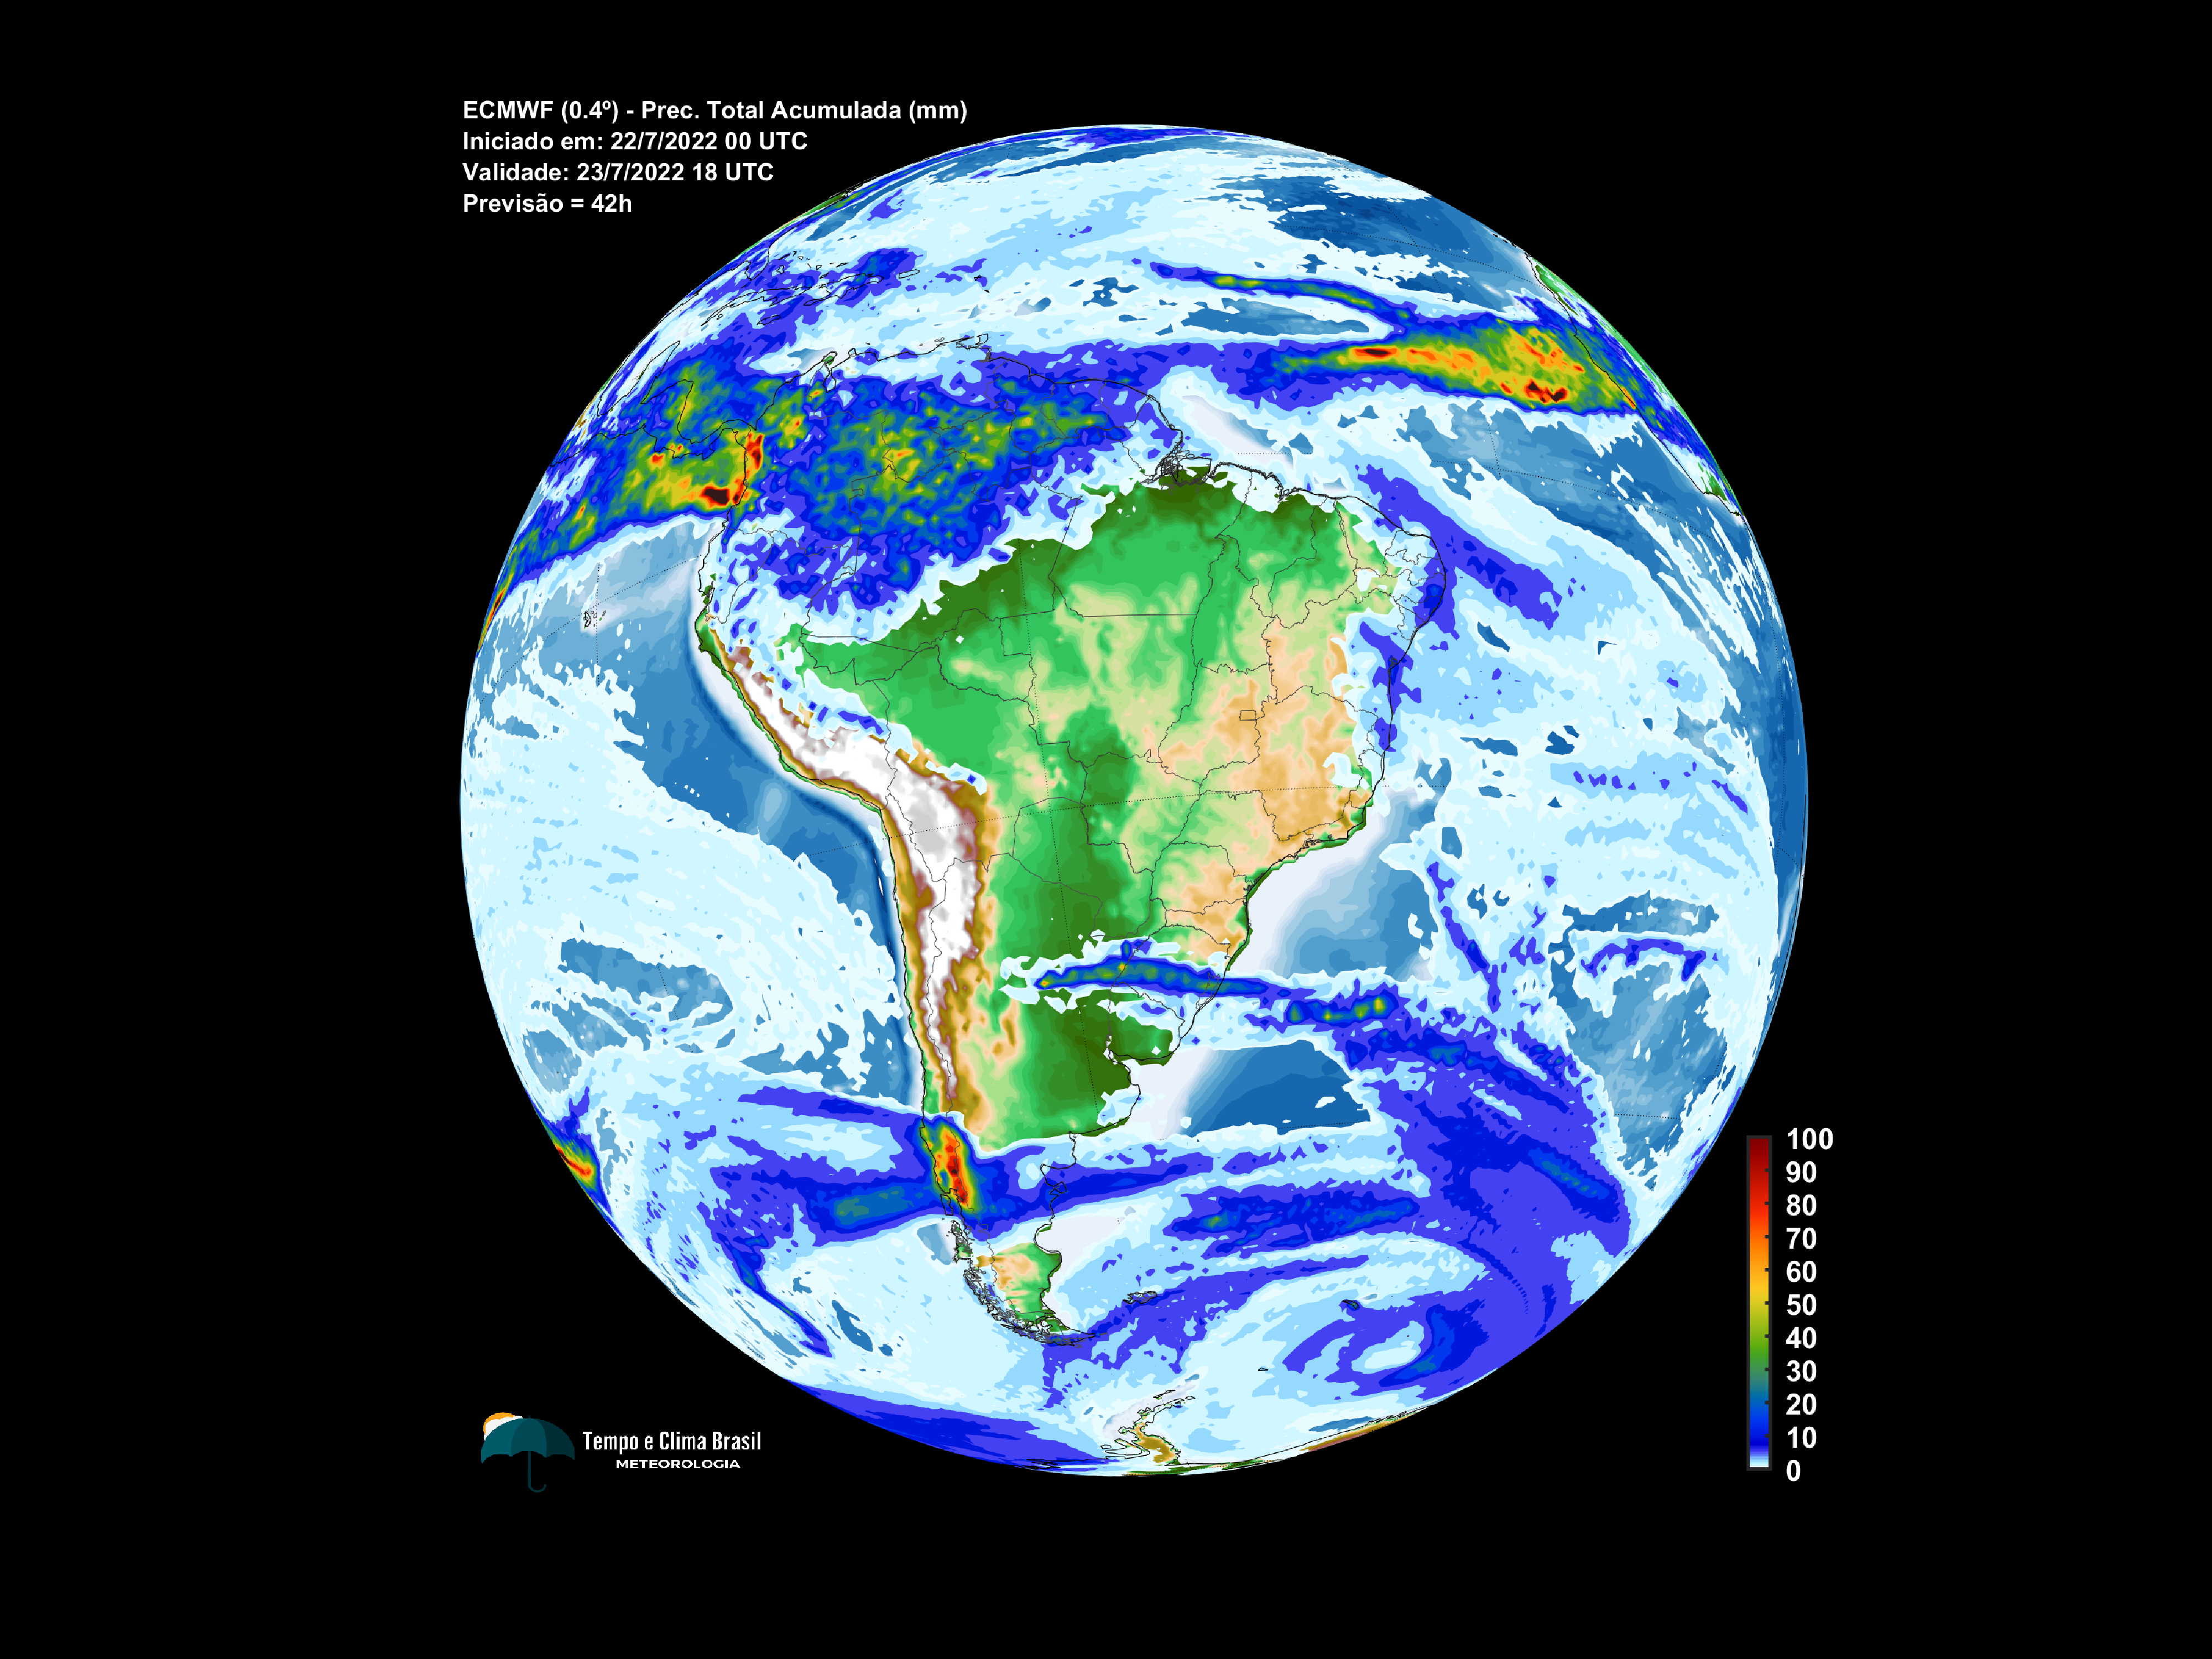 ECMWF (0.4º) - Prec. Total Acumulada (mm)
Iniciado em: 22/7/2022 00 UTC
Validade: 23/7/2022 18 UTC
Previsão = 42h
100
90
80
70
60
50
40
30
20
10
0
Tempo e Clima Brasil
METEOROLOGIA